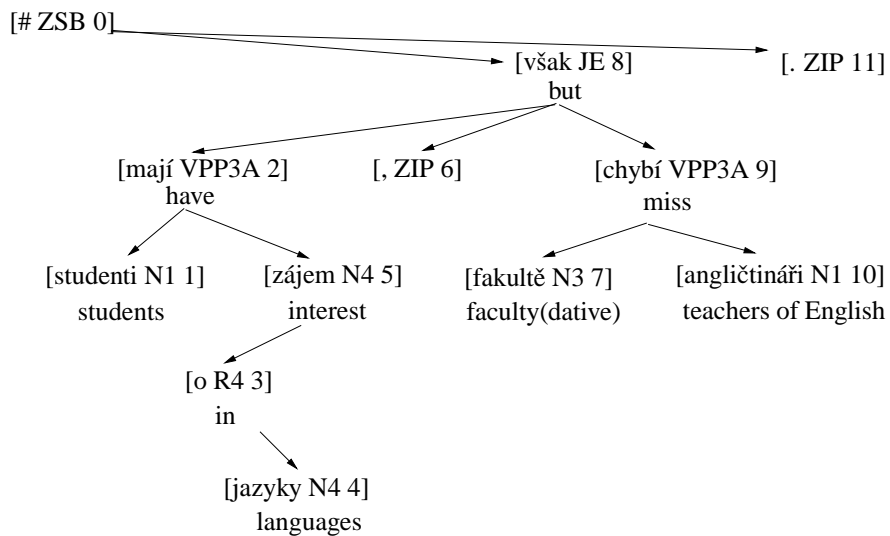 [# ZSB 0]
[však JE 8]
but
[. ZIP 11]
[mají VPP3A 2]
have
[, ZIP 6]
[chybí VPP3A 9]
miss
[studenti N1 1]
students
[zájem N4 5]
interest
[fakultě N3 7]
faculty(dative)
[angličtináři N1 10]
teachers of English
[o R4 3]
in
[jazyky N4 4]
languages